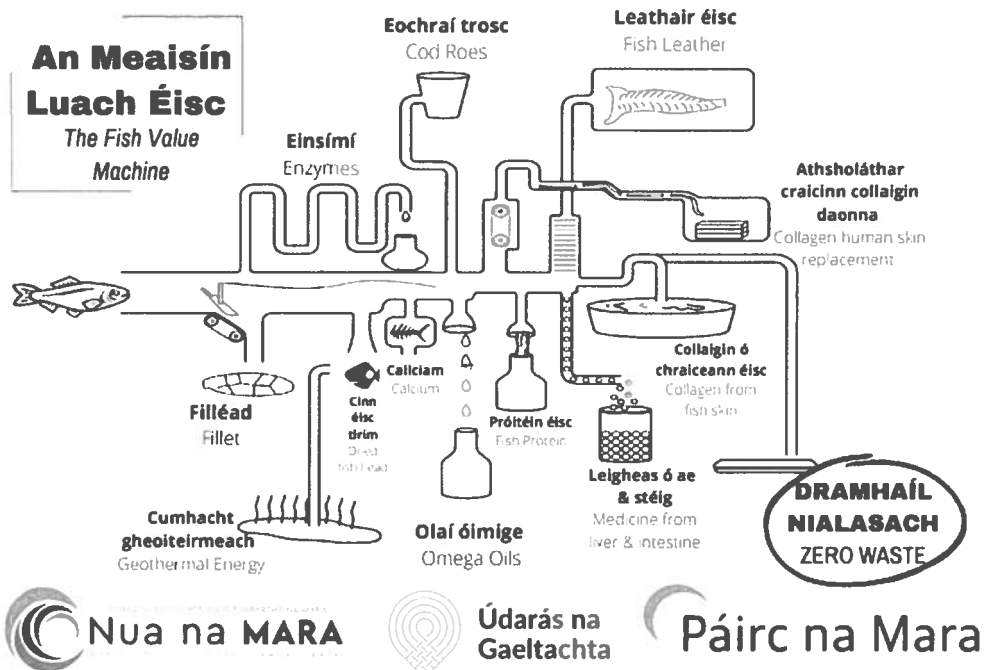 An Meaisín
Luach Éisc
The Fish Value
Machine
Eochraí trosc
Cod Roes
Leathair éisc
Fish Leather
Einsímí
Enzymes
Athsholáthar
craicinn collaigin
daonna
Collagen human skin
replacement
Filléad
Fillet
Cinn
éisc
tirim
Dried
fish head
Cailciam
Calcium
Próitéin éisc
Fish Protein
Collaigin ó
chraiceann éisc
Collagen from
fish skin
Leigheas ó ae
& stéig
Medicine from
liver & intestine
Cumhacht
gheoiteirmeach
Geothermal Energy
Olaí óimige
Omega Oils
DRAMHAÍL
NIALASACH
ZERO WASTE
Nua na MARA
Údarás na
Gaeltachta
Páirc na Mara